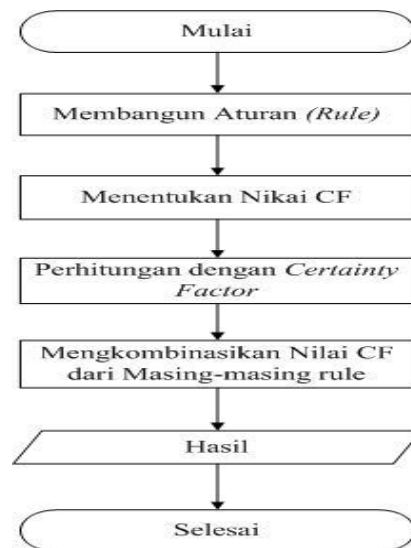 Mulai
Membangun Aturan (Rule)
Menentukan Nikai CF
Perhitungan dengan Certainty
Factor
Mengkombinasikan Nilai CF
dari Masing-masing rule
Hasil
Selesai